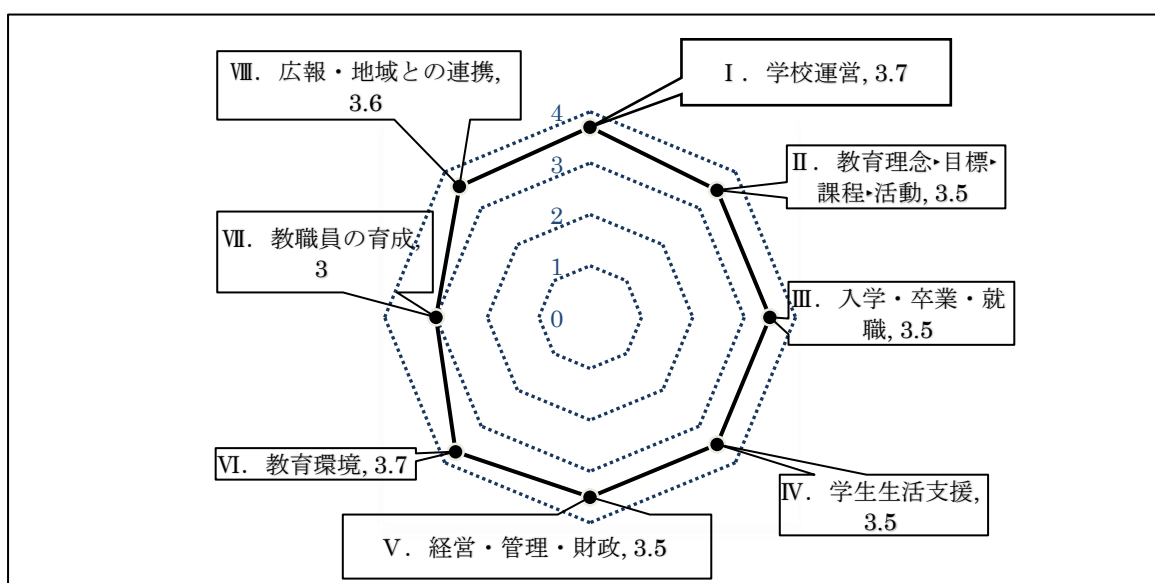 Ⅷ．広報・地域との連携,
3.6
Ⅰ．学校運営, 3.7
Ⅱ．教育理念・目標・
課程・活動, 3.5
Ⅶ．教職員の育成,
3
Ⅲ．入学・卒業・就
職, 3.5
Ⅵ．教育環境, 3.7
Ⅳ．学生生活支援,
3.5
Ⅴ．経営・管理・財政, 3.5
4
3
2
1
0